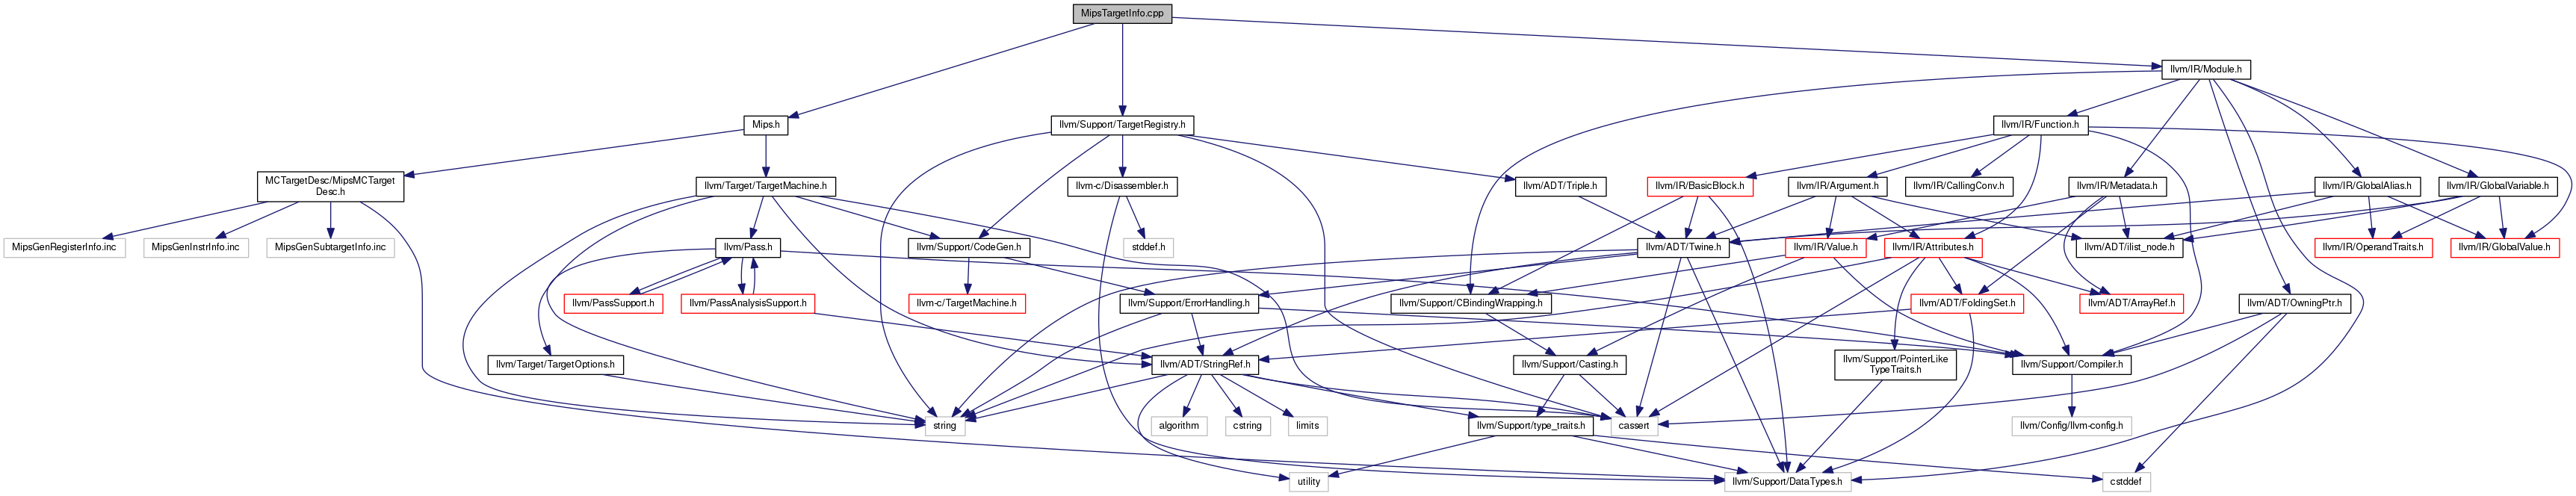 MipsTargetInfo.cpp
llvm/IR/Module.h
Mips.h
llvm/Support/TargetRegistry.h
llvm/IR/Function.h
MCTargetDesc/MipsMCTarget
Desc.h
llvm/Target/TargetMachine.h
llvm-c/Disassembler.h
llvm/ADT/Triple.h
llvm/IR/BasicBlock.h
llvm/IR/Argument.h
llvm/IR/CallingConv.h
llvm/IR/Metadata.h
llvm/IR/GlobalAlias.h
llvm/IR/GlobalVariable.h
MipsGenRegisterInfo.inc
MipsGenInstrInfo.inc
MipsGenSubtargetInfo.inc
llvm/Pass.h
llvm/Support/CodeGen.h
stddef.h
llvm/ADT/Twine.h
llvm/IR/Value.h
llvm/IR/Attributes.h
llvm/ADT/ilist_node.h
llvm/IR/OperandTraits.h
llvm/IR/GlobalValue.h
llvm/PassSupport.h
llvm/PassAnalysisSupport.h
llvm-c/TargetMachine.h
llvm/Support/ErrorHandling.h
llvm/Support/CBindingWrapping.h
llvm/ADT/FoldingSet.h
llvm/ADT/ArrayRef.h
llvm/ADT/OwningPtr.h
llvm/Target/TargetOptions.h
llvm/ADT/StringRef.h
llvm/Support/Casting.h
llvm/Support/PointerLike
TypeTraits.h
llvm/Support/Compiler.h
string
algorithm
cstring
limits
llvm/Support/type_traits.h
cassert
llvm/Config/llvm-config.h
utility
llvm/Support/DataTypes.h
cstddef